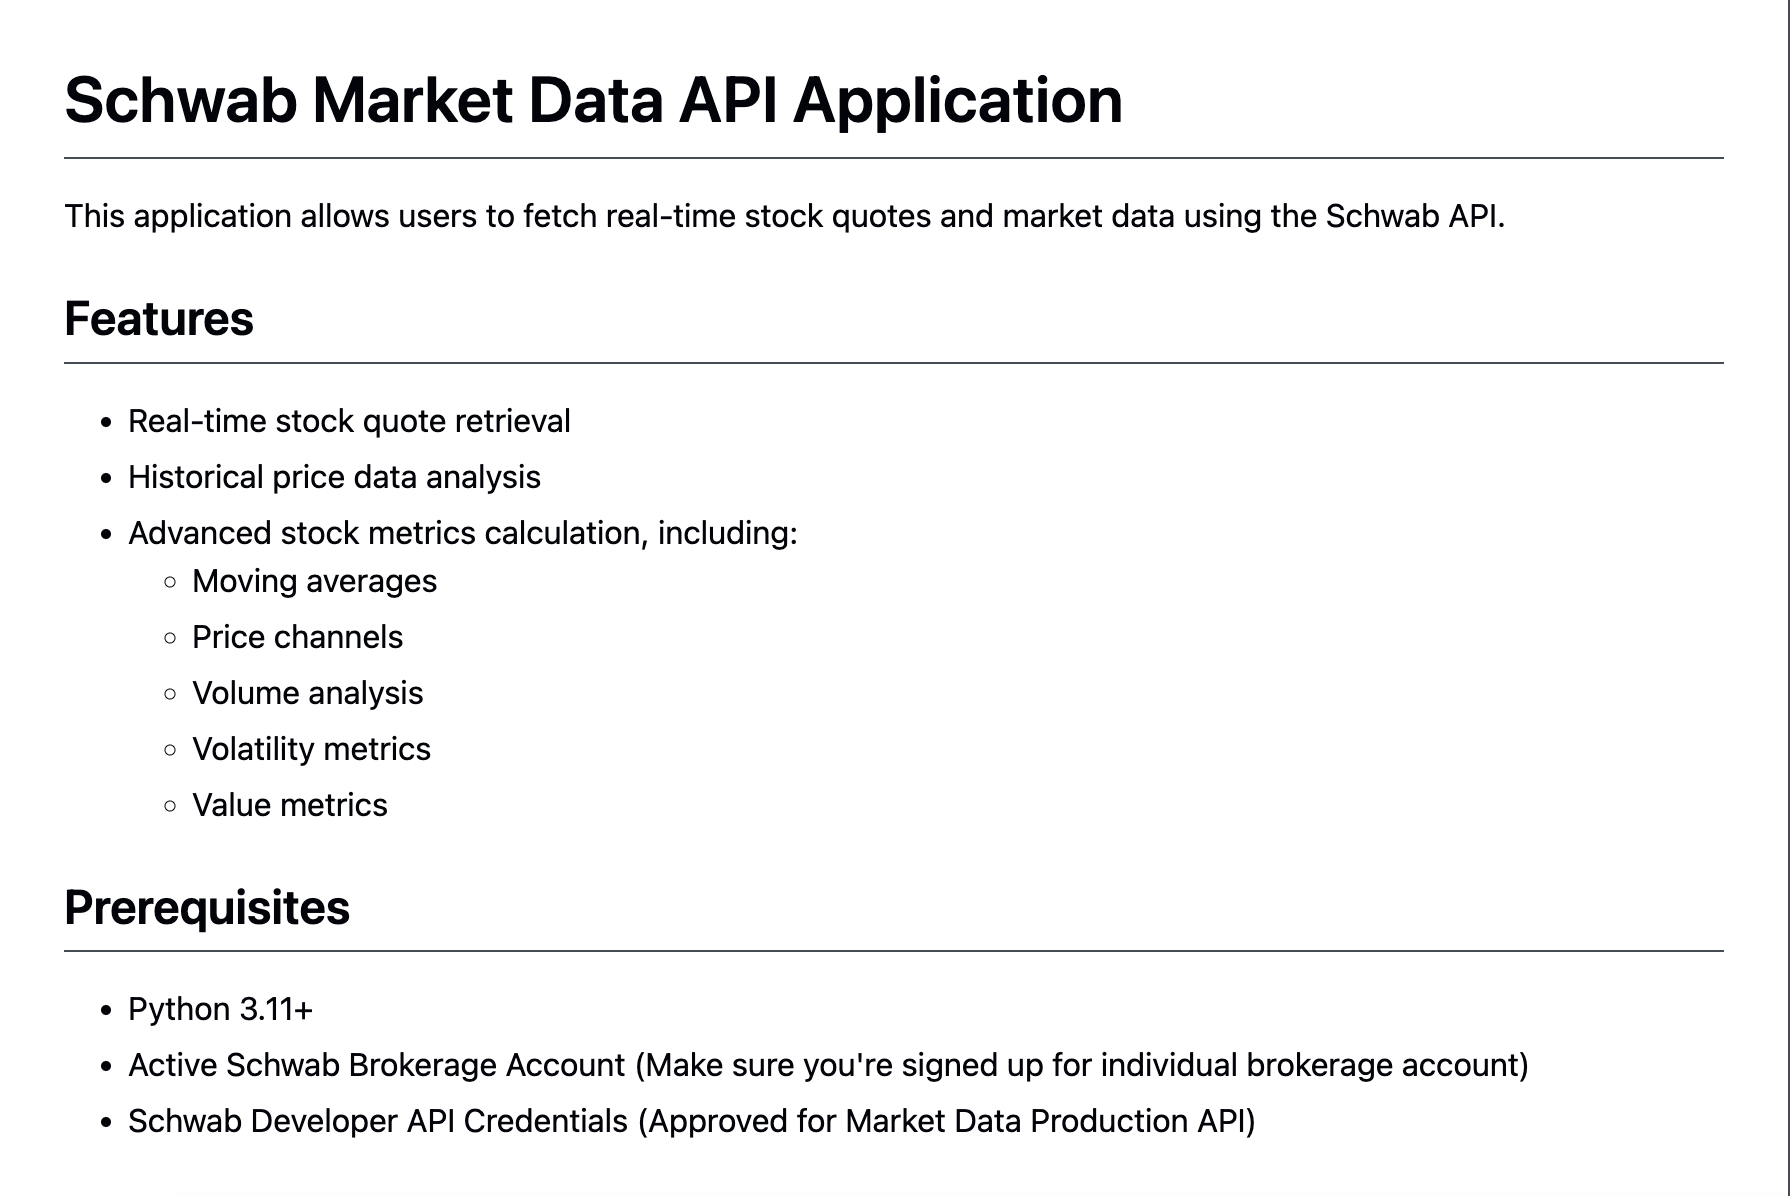 Schwab Market Data API Application
This application allows users to fetch real-time stock quotes and market data using the Schwab API.
Features
Real-time stock quote retrieval
Historical price data analysis
Advanced stock metrics calculation, including:
Moving averages
Price channels
Volume analysis
Volatility metrics
Value metrics
Prerequisites
Python 3.11+
Active Schwab Brokerage Account (Make sure you're signed up for individual brokerage account)
Schwab Developer API Credentials (Approved for Market Data Production API)